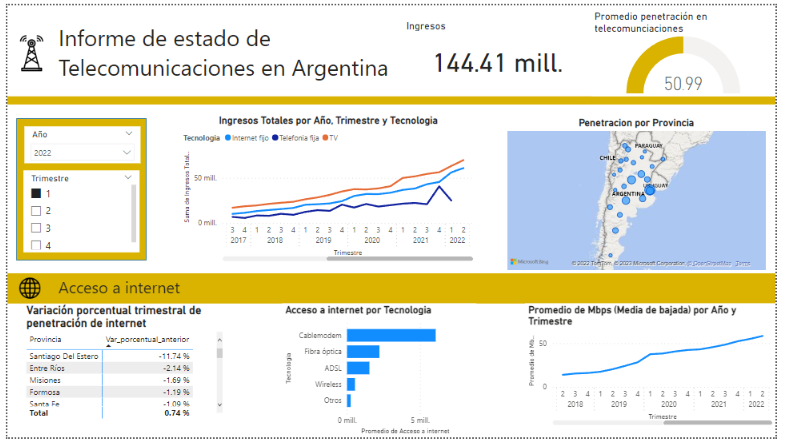 Informe de estado de
Telecomunicaciones en Argentina
Ingresos
144.41 mill.
Promedio penetración en
telecomunciaciones
50.99
Año
2022
Trimestre
1
2
3
4
Ingresos Totales por Año, Trimestre y Tecnologia
Tecnologia Internet fijo Telefonia fija TV
Suma de Ingreso Total...
50 mill.
0 mill.
3 4 1 2 3 4 1 2 3 4 1 2 3 4 1 2 3 4 1 2
2017 2018 2019 2020 2021 2022
Trimestre
Penetracion por Provincia
PARAGUAY
CHILE
URUGUAY
ARGENTINA
Microsoft Bing
© 2022 TomTom, © 2023 Microsoft Corporation, © OpenStreetMap Terms
Acceso a internet
Variación porcentual trimestral de
penetración de internet
Provincia Var_porcentual_anterior
Santiago Del Estero -11.74 %
Entre Ríos -2.14 %
Misiones -1.69 %
Formosa -1.19 %
Santa Fe -1.09 %
Total 0.74 %
Acceso a internet por Tecnologia
Tecnologia
Cablemodem
Fibra óptica
ADSL
Wireless
Otros
0 mill. 5 mill.
Promedio de Acceso a internet
Promedio de Mbps (Media de bajada) por Año y
Trimestre
Promedio de Mb...
50
0
2 3 4 1 2 3 4 1 2 3 4 1 2 3 4 1 2
2018 2019 2020 2021 2022
Trimestre